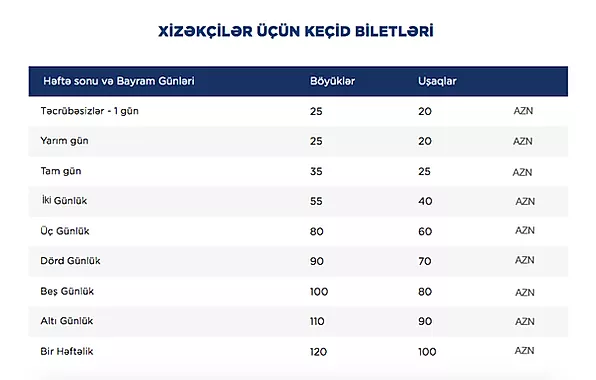 XİZƏKÇİLƏR ÜÇÜN KEÇİD BİLETLƏRİ
Həftə sonu və Bayram Günləri Böyüklər Uşaqlar
Təcrübəsizlər - 1 gün 25 20 AZN
Yarım gün 25 20 AZN
Tam gün 35 25 AZN
İki Günlük 55 40 AZN
Üç Günlük 80 60 AZN
Dörd Günlük 90 70 AZN
Beş Günlük 100 80 AZN
Altı Günlük 110 90 AZN
Bir Həftəlik 120 100 AZN